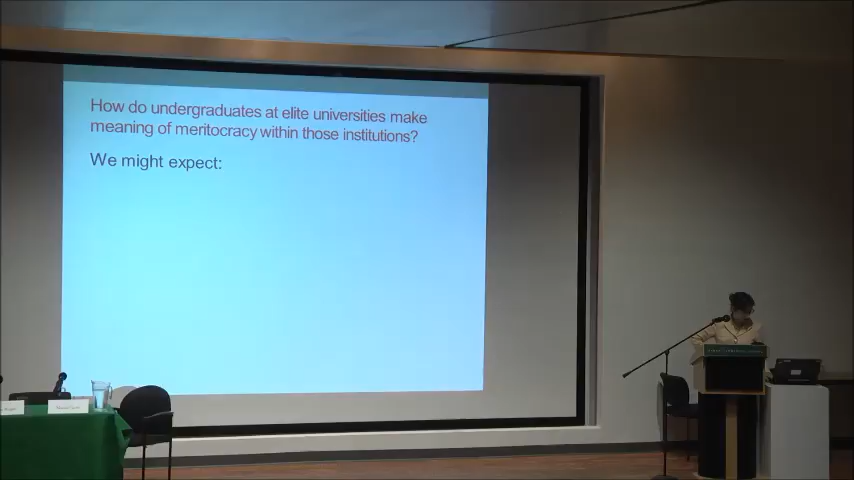 How do undergraduates at elite universities make
meaning of meritocracy within those institutions?
We might expect: